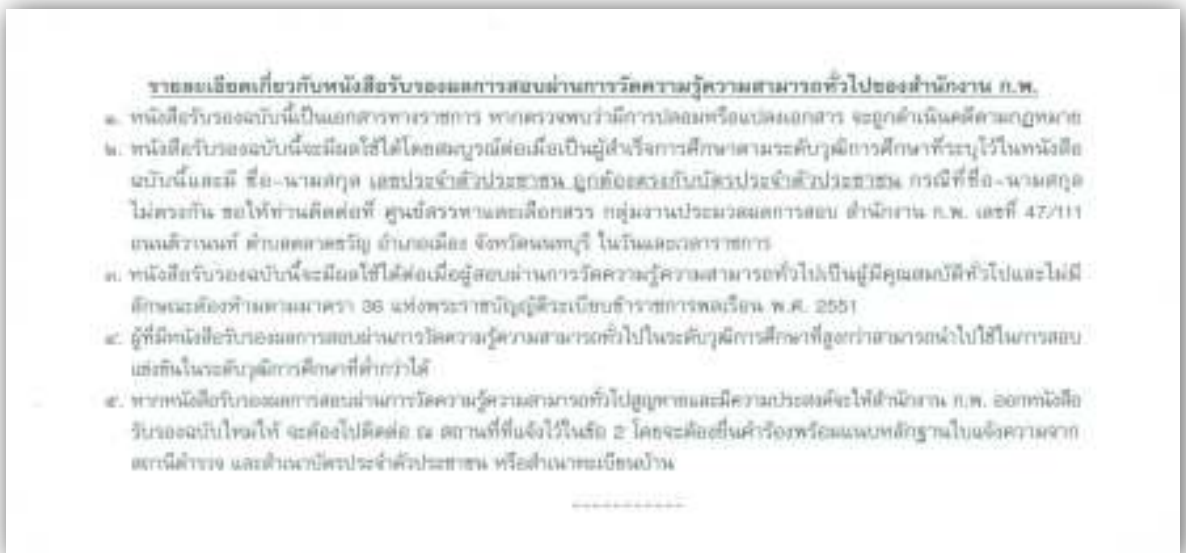 รายละเอียดเกี่ยวกับหนังสือรับรองผลการสอบผ่านการวัดความรู้ความสามารถทั่วไปของสำนักงาน ก.พ.
๑. หนังสือรับรองฉบับนี้เป็นเอกสารทางราชการ หากตรวจพบว่ามีการปลอมหรือแปลงเอกสาร จะถูกดำเนินคดีตามกฎหมาย
๒. หนังสือรับรองฉบับนี้จะมีผลใช้ได้โดยสมบูรณ์ต่อเมื่อเป็นผู้สำเร็จการศึกษาตามระดับวุฒิการศึกษาที่ระบุไว้ในหนังสือ
ฉบับนี้และมี ชื่อ-นามสกุล เลขประจำตัวประชาชน ถูกต้องตรงกับบัตรประจำตัวประชาชน กรณีที่ชื่อ-นามสกุล
ไม่ตรงกัน ขอให้ท่านติดต่อที่ ศูนย์สรรหาและเลือกสรร กลุ่มงานประมวลผลการสอบ สำนักงาน ก.พ. เลขที่ 47/111
ถนนติวานนท์ ตำบลตลาดขวัญ อำเภอเมือง จังหวัดนนทบุรี ในวันและเวลาราชการ
๓. หนังสือรับรองฉบับนี้จะมีผลใช้ได้ต่อเมื่อผู้สอบผ่านการวัดความรู้ความสามารถทั่วไปเป็นผู้มีคุณสมบัติทั่วไปและไม่มี
ลักษณะต้องห้ามตามมาตรา 36 แห่งพระราชบัญญัติระเบียบข้าราชการพลเรือน พ.ศ. 2551
๔. ผู้ที่มีหนังสือรับรองผลการสอบผ่านการวัดความรู้ความสามารถทั่วไปในระดับวุฒิการศึกษาที่สูงกว่าสามารถนำไปใช้ในการสอบ
แข่งขันในระดับวุฒิการศึกษาที่ต่ำกว่าได้
๕. หากหนังสือรับรองผลการสอบผ่านการวัดความรู้ความสามารถทั่วไปสูญหายและมีความประสงค์จะให้สำนักงาน ก.พ. ออกหนังสือ
รับรองฉบับใหม่ให้ จะต้องไปติดต่อ ณ สถานที่ที่แจ้งไว้ในข้อ 2 โดยจะต้องยื่นคำร้องพร้อมแนบหลักฐานใบแจ้งความจาก
สถานีตำรวจ และสำเนาบัตรประจำตัวประชาชน หรือสำเนาทะเบียนบ้าน